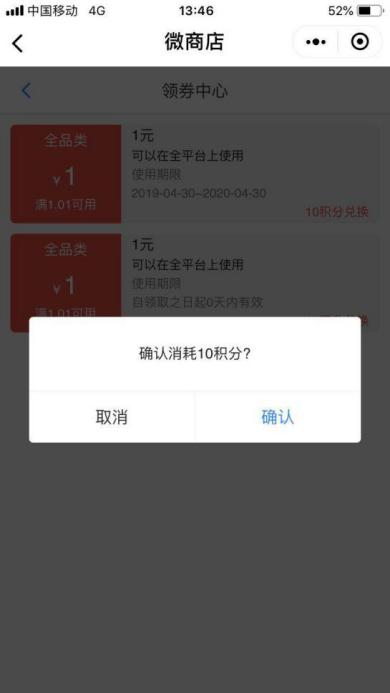 中国移动 4G 13:46 52%
微商店
领券中心
全品类
¥1
满1.01可用
1元
可以在全平台上使用
使用期限
2019-04-30~2020-04-30
10积分兑换
全品类
¥1
满1.01可用
1元
可以在全平台上使用
使用期限
自领取之日起0天内有效
确认消耗10积分?
取消 确认